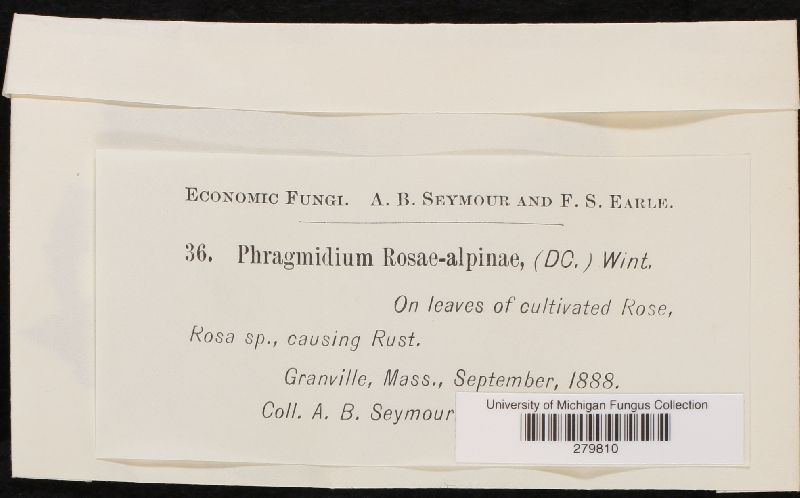 Economic Fungi. A. B. Seymour and F. S. Earle.
36. Phragmidium Rosae-alpinae, (DC.) Wint.
On leaves of cultivated Rose,
Rosa sp., causing Rust.
Granville, Mass., September, 1888.
Coll. A. B. Seymour
University of Michigan Fungus Collection
279810